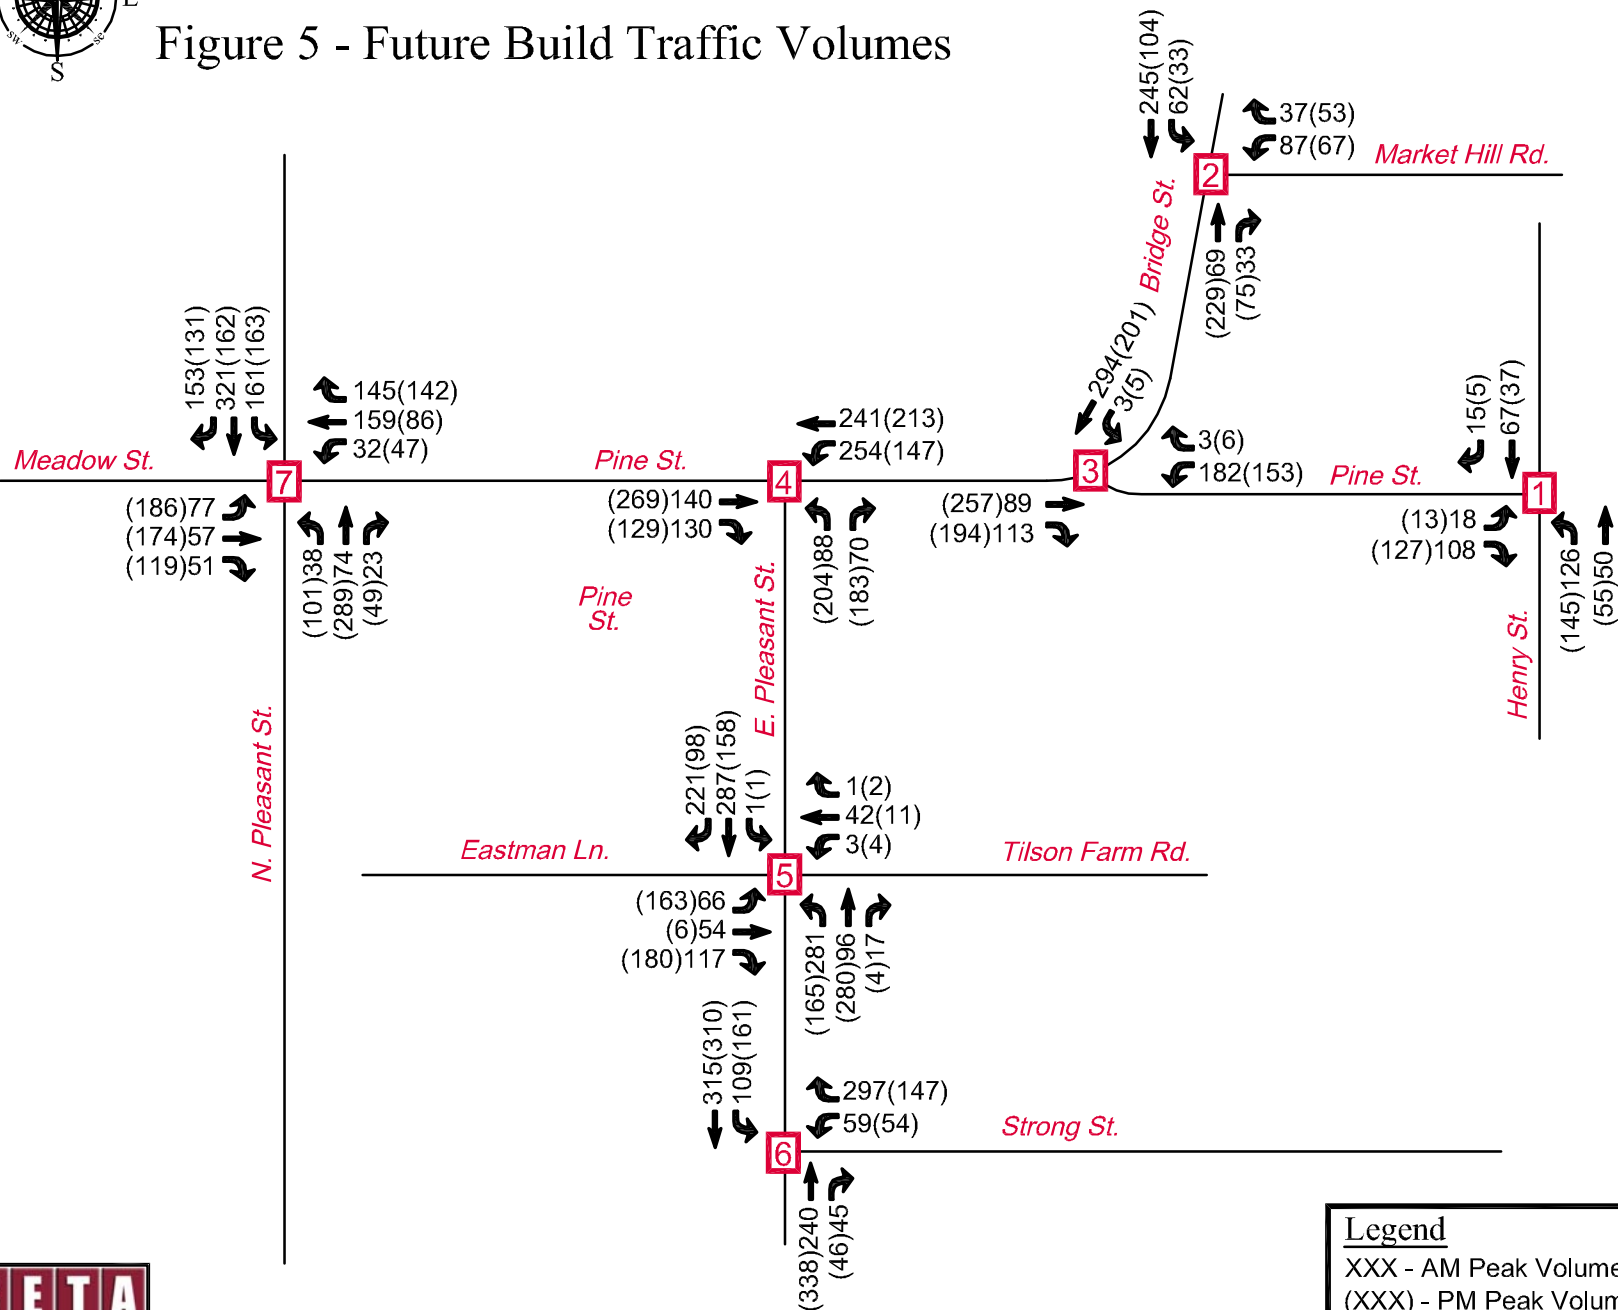 E
sw
se
S
Figure 5 - Future Build Traffic Volumes
245(104)
62(33)
37(53)
87(67)
Market Hill Rd.
2
Bridge St.
(229)69
(75)33
294(201)
3(5)
153(131)
321(162)
161(163)
145(142)
159(86)
32(47)
Meadow St.
7
(186)77
(174)57
(119)51
(101)38
(289)74
(49)23
Pine St.
241(213)
254(147)
4
(269)140
(129)130
(204)88
(183)70
Pine
St.
E. Pleasant St.
3
3(6)
182(153)
Pine St.
(257)89
(194)113
15(5)
67(37)
1
(13)18
(127)108
(145)126
(55)50
Henry St.
N. Pleasant St.
221(98)
287(158)
1(1)
1(2)
42(11)
3(4)
Eastman Ln.
Tilson Farm Rd.
5
(163)66
(6)54
(180)117
(165)281
(280)96
(4)17
315(310)
109(161)
297(147)
59(54)
Strong St.
6
(338)240
(46)45
Legend
XXX - AM Peak Volume
(XXX) - PM Peak Volum
ETA